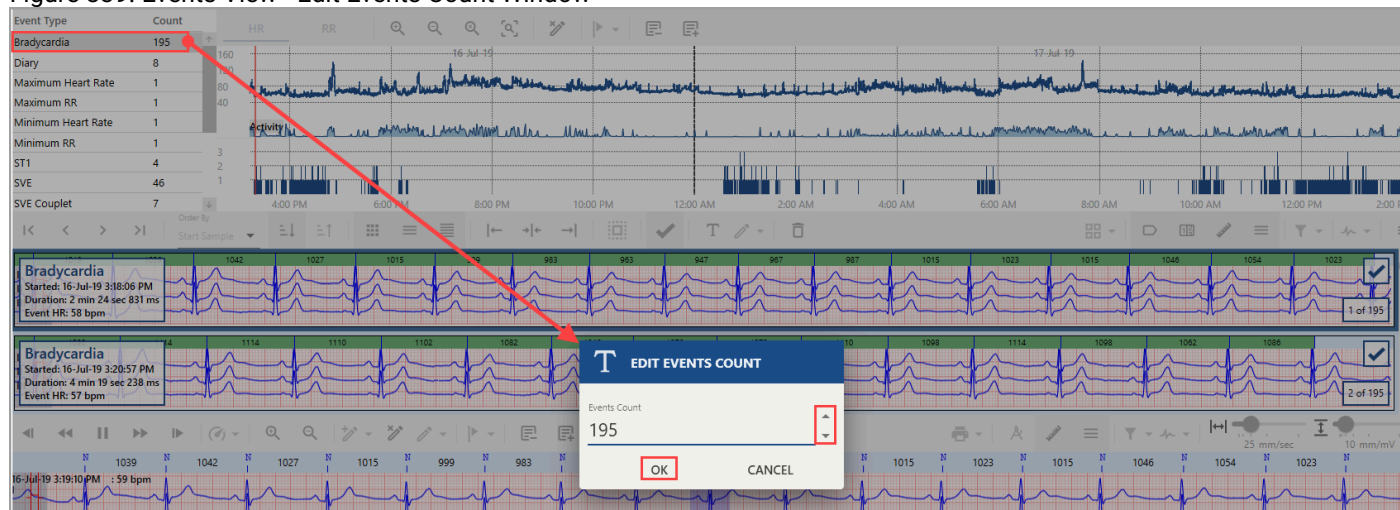 Event Type Count
Bradycardia 195
Diary 8
Maximum Heart Rate 1
Maximum RR 1
Minimum Heart Rate 1
Minimum RR 1
ST1 4
SVE 46
SVE Couplet 7
HR RR
16 Jul 19 17 Jul 19
160
120
80
40
Activity
3
2
1
4:00 PM 6:00 PM 8:00 PM 10:00 PM 12:00 AM 2:00 AM 4:00 AM 6:00 AM 8:00 AM 10:00 AM 12:00 PM 2:00
Order By
Start Sample
1042 1027 1015 999 983 963 947 967 987 1015 1023 1015 1046 1054 1023
Bradycardia
Started: 16-Jul-19 3:18:06 PM
Duration: 2 min 24 sec 831 ms
Event HR: 58 bpm
1 of 195
1114 1110 1102 1082 1098 1114 1098 1062 1086
Bradycardia
Started: 16-Jul-19 3:20:57 PM
Duration: 4 min 19 sec 238 ms
Event HR: 57 bpm
2 of 195
T EDIT EVENTS COUNT
Events Count
195
OK CANCEL
25 mm/sec 10 mm/mV
N 1039 N 1042 N 1027 N 1015 N 999 N 983 N 1015 N 1023 N 1015 N 1046 N 1054 N 1023 N
16-Jul-19 3:19:10 PM : 59 bpm